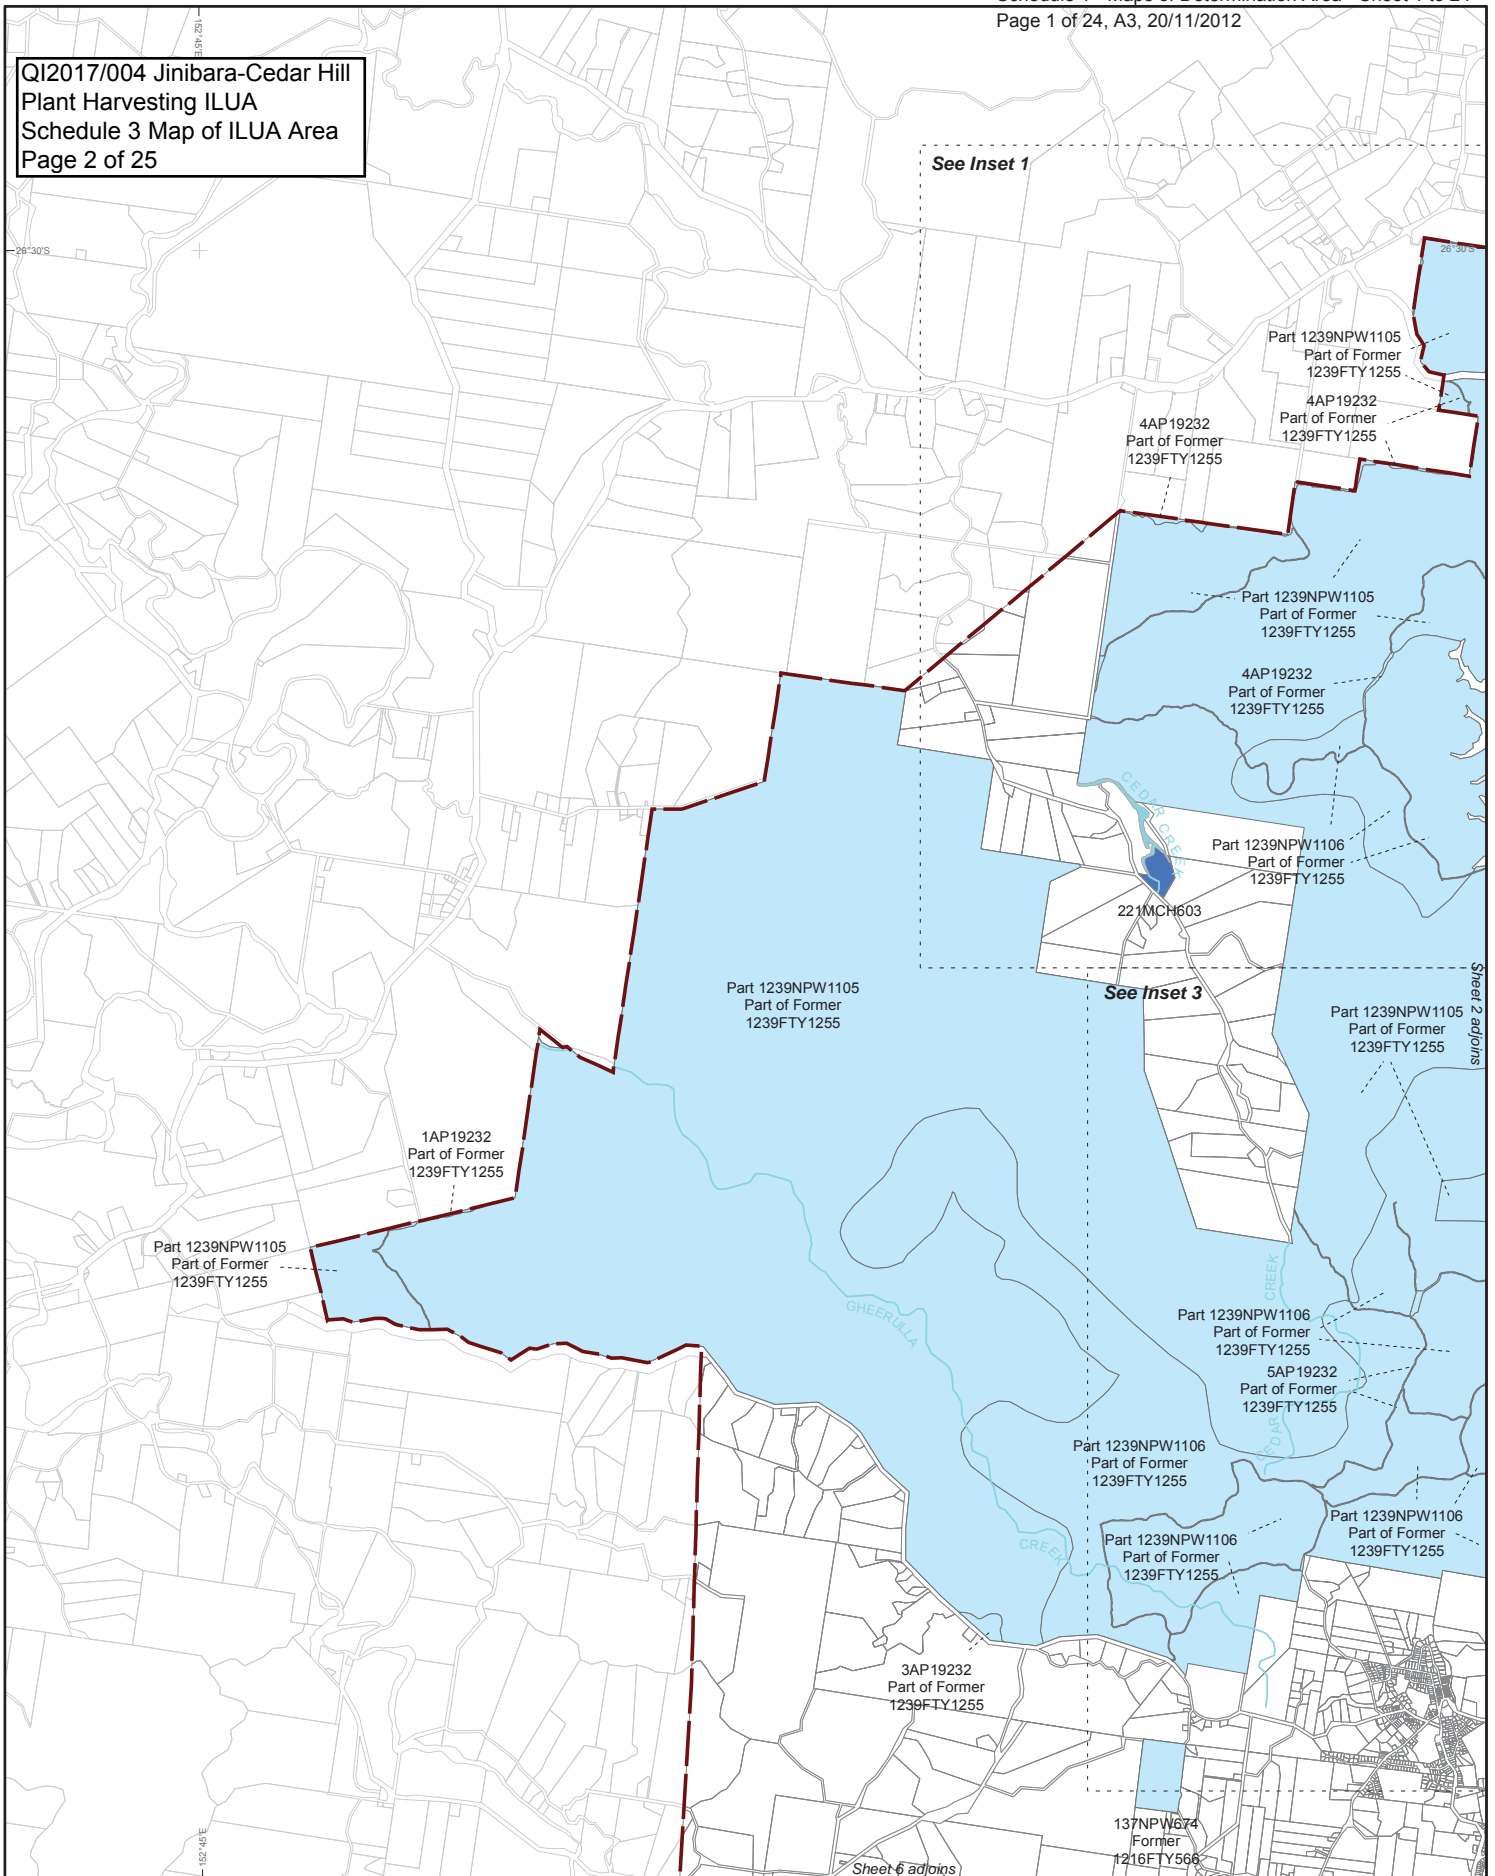 Page 1 of 24, A3, 20/11/2012
152°45'E
QI2017/004 Jinibara-Cedar Hill
Plant Harvesting ILUA
Schedule 3 Map of ILUA Area
Page 2 of 25
See Inset 1
26°30'S
26°30'S
Part 1239NPW1105
Part of Former
1239FTY1255
4AP19232
Part of Former
1239FTY1255
4AP19232
Part of Former
1239FTY1255
Part 1239NPW1105
Part of Former
1239FTY1255
4AP19232
Part of Former
1239FTY1255
CEDAR CREEK
Part 1239NPW1106
Part of Former
1239FTY1255
221MCH603
Part 1239NPW1105
Part of Former
1239FTY1255
See Inset 3
Sheet 2 adjoins
Part 1239NPW1105
Part of Former
1239FTY1255
1AP19232
Part of Former
1239FTY1255
Part 1239NPW1105
Part of Former
1239FTY1255
GHEERULLA
CREEK
CEDAR
CREEK
Part 1239NPW1106
Part of Former
1239FTY1255
5AP19232
Part of Former
1239FTY1255
Part 1239NPW1106
Part of Former
1239FTY1255
Part 1239NPW1106
Part of Former
1239FTY1255
Part 1239NPW1106
Part of Former
1239FTY1255
3AP19232
Part of Former
1239FTY1255
137NPW674
Former
1216FTY566
152°45'E
Sheet 6 adjoins